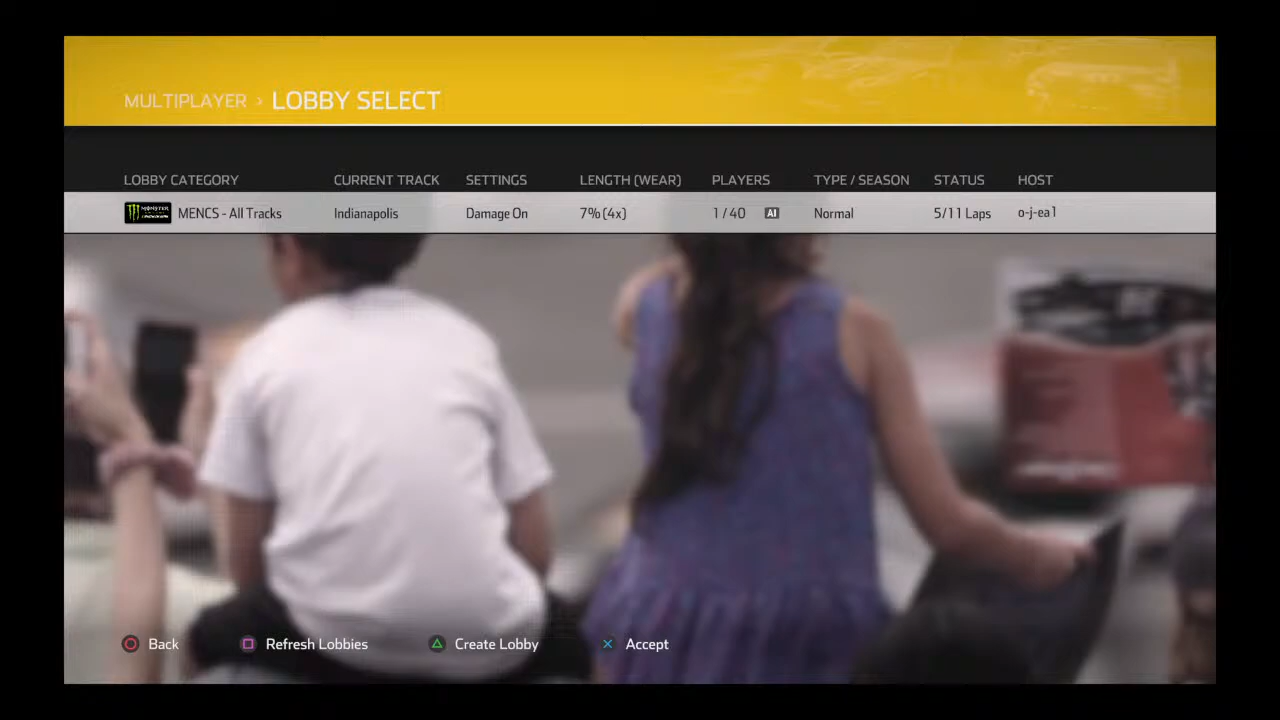 MULTIPLAYER › LOBBY SELECT
LOBBY CATEGORY CURRENT TRACK SETTINGS LENGTH (WEAR) PLAYERS TYPE / SEASON STATUS HOST
MONSTER MENCS - All Tracks Indianapolis Damage On 7% (4x) 1 / 40 AI Normal 5/11 Laps o-j-ea1
Back Refresh Lobbies Create Lobby Accept